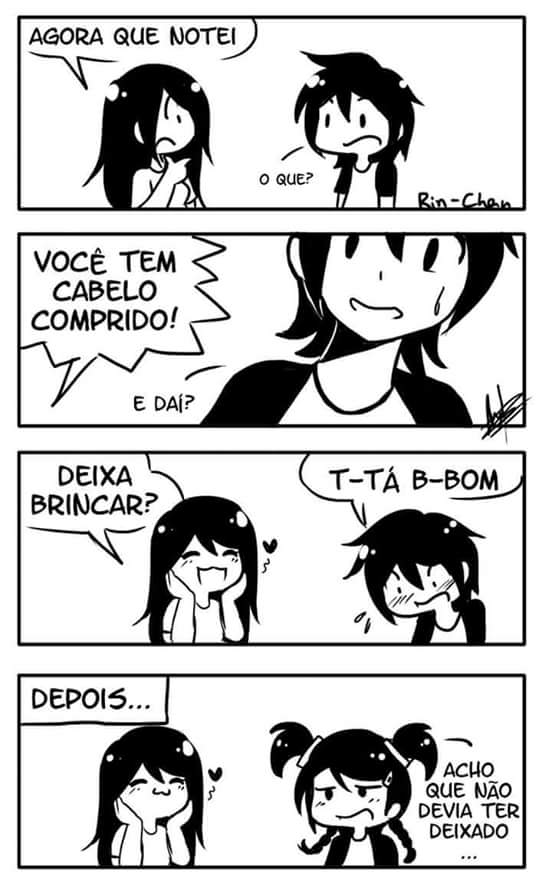 AGORA QUE NOTEI
O QUE?
Rin-Chan
VOCÊ TEM
CABELO
COMPRIDO!
E DAÍ?
DEIXA
BRINCAR?
T-TÁ B-BOM
DEPOIS...
ACHO
QUE NÃO
DEVIA TER
DEIXADO
...